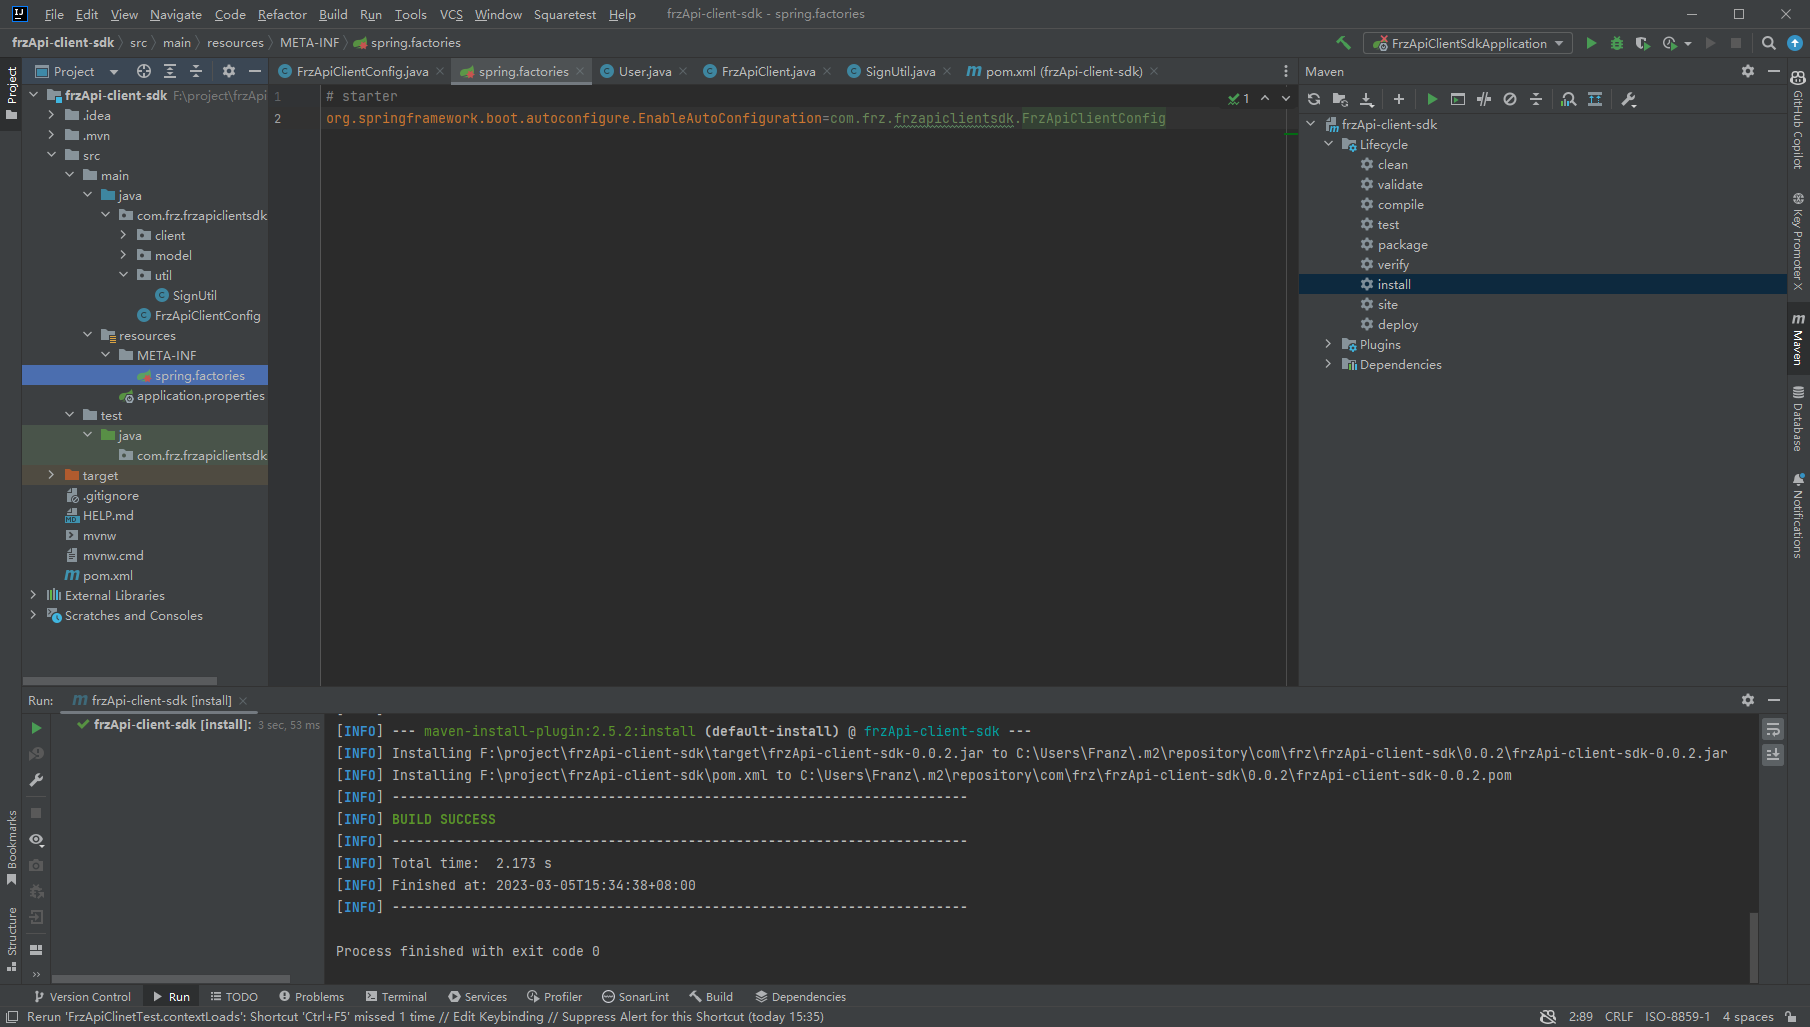 File Edit View Navigate Code Refactor Build Run Tools VCS Window Squaretest Help frzApi-client-sdk - spring.factories
frzApi-client-sdk src main resources META-INF spring.factories
FrzApiClientSdkApplication
Project
Project
FrzApiClientConfig.java
spring.factories
User.java
FrzApiClient.java
SignUtil.java
pom.xml (frzApi-client-sdk)
Maven
frzApi-client-sdk F:\project\frzApi
.idea
.mvn
src
main
java
com.frz.frzapiclientsdk
client
model
util
SignUtil
FrzApiClientConfig
resources
META-INF
spring.factories
application.properties
test
java
com.frz.frzapiclientsdk
target
.gitignore
HELP.md
mvnw
mvnw.cmd
pom.xml
External Libraries
Scratches and Consoles
1 # starter
2 org.springframework.boot.autoconfigure.EnableAutoConfiguration=com.frz.frzapiclientsdk.FrzApiClientConfig
1
frzApi-client-sdk
Lifecycle
clean
validate
compile
test
package
verify
install
site
deploy
Plugins
Dependencies
GitHub Copilot
Key Promoter X
Maven
Database
Notifications
Run: frzApi-client-sdk [install]
frzApi-client-sdk [install]: 3 sec, 53 ms
[INFO] --- maven-install-plugin:2.5.2:install (default-install) @ frzApi-client-sdk ---
[INFO] Installing F:\project\frzApi-client-sdk\target\frzApi-client-sdk-0.0.2.jar to C:\Users\Franz\.m2\repository\com\frz\frzApi-client-sdk\0.0.2\frzApi-client-sdk-0.0.2.jar
[INFO] Installing F:\project\frzApi-client-sdk\pom.xml to C:\Users\Franz\.m2\repository\com\frz\frzApi-client-sdk\0.0.2\frzApi-client-sdk-0.0.2.pom
[INFO] ------------------------------------------------------------------------
[INFO] BUILD SUCCESS
[INFO] ------------------------------------------------------------------------
[INFO] Total time:  2.173 s
[INFO] Finished at: 2023-03-05T15:34:38+08:00
[INFO] ------------------------------------------------------------------------
Process finished with exit code 0
Bookmarks
Structure
Version Control Run TODO Problems Terminal Services Profiler SonarLint Build Dependencies
Rerun 'FrzApiClinetTest.contextLoads': Shortcut 'Ctrl+F5' missed 1 time // Edit Keybinding // Suppress Alert for this Shortcut (today 15:35) 2:89 CRLF ISO-8859-1 4 spaces